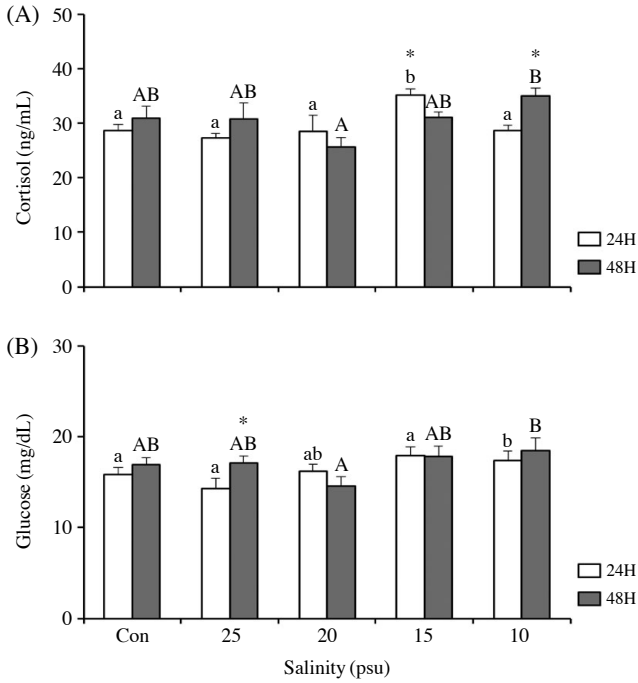 (A)
Cortisol (ng/mL)
50
40
30
20
10
0
* *
a AB a AB a A b AB a B
24H
48H
(B)
Glucose (mg/dL)
30
20
10
0
*
a AB a AB ab A a AB b B
24H
48H
Con 25 20 15 10
Salinity (psu)